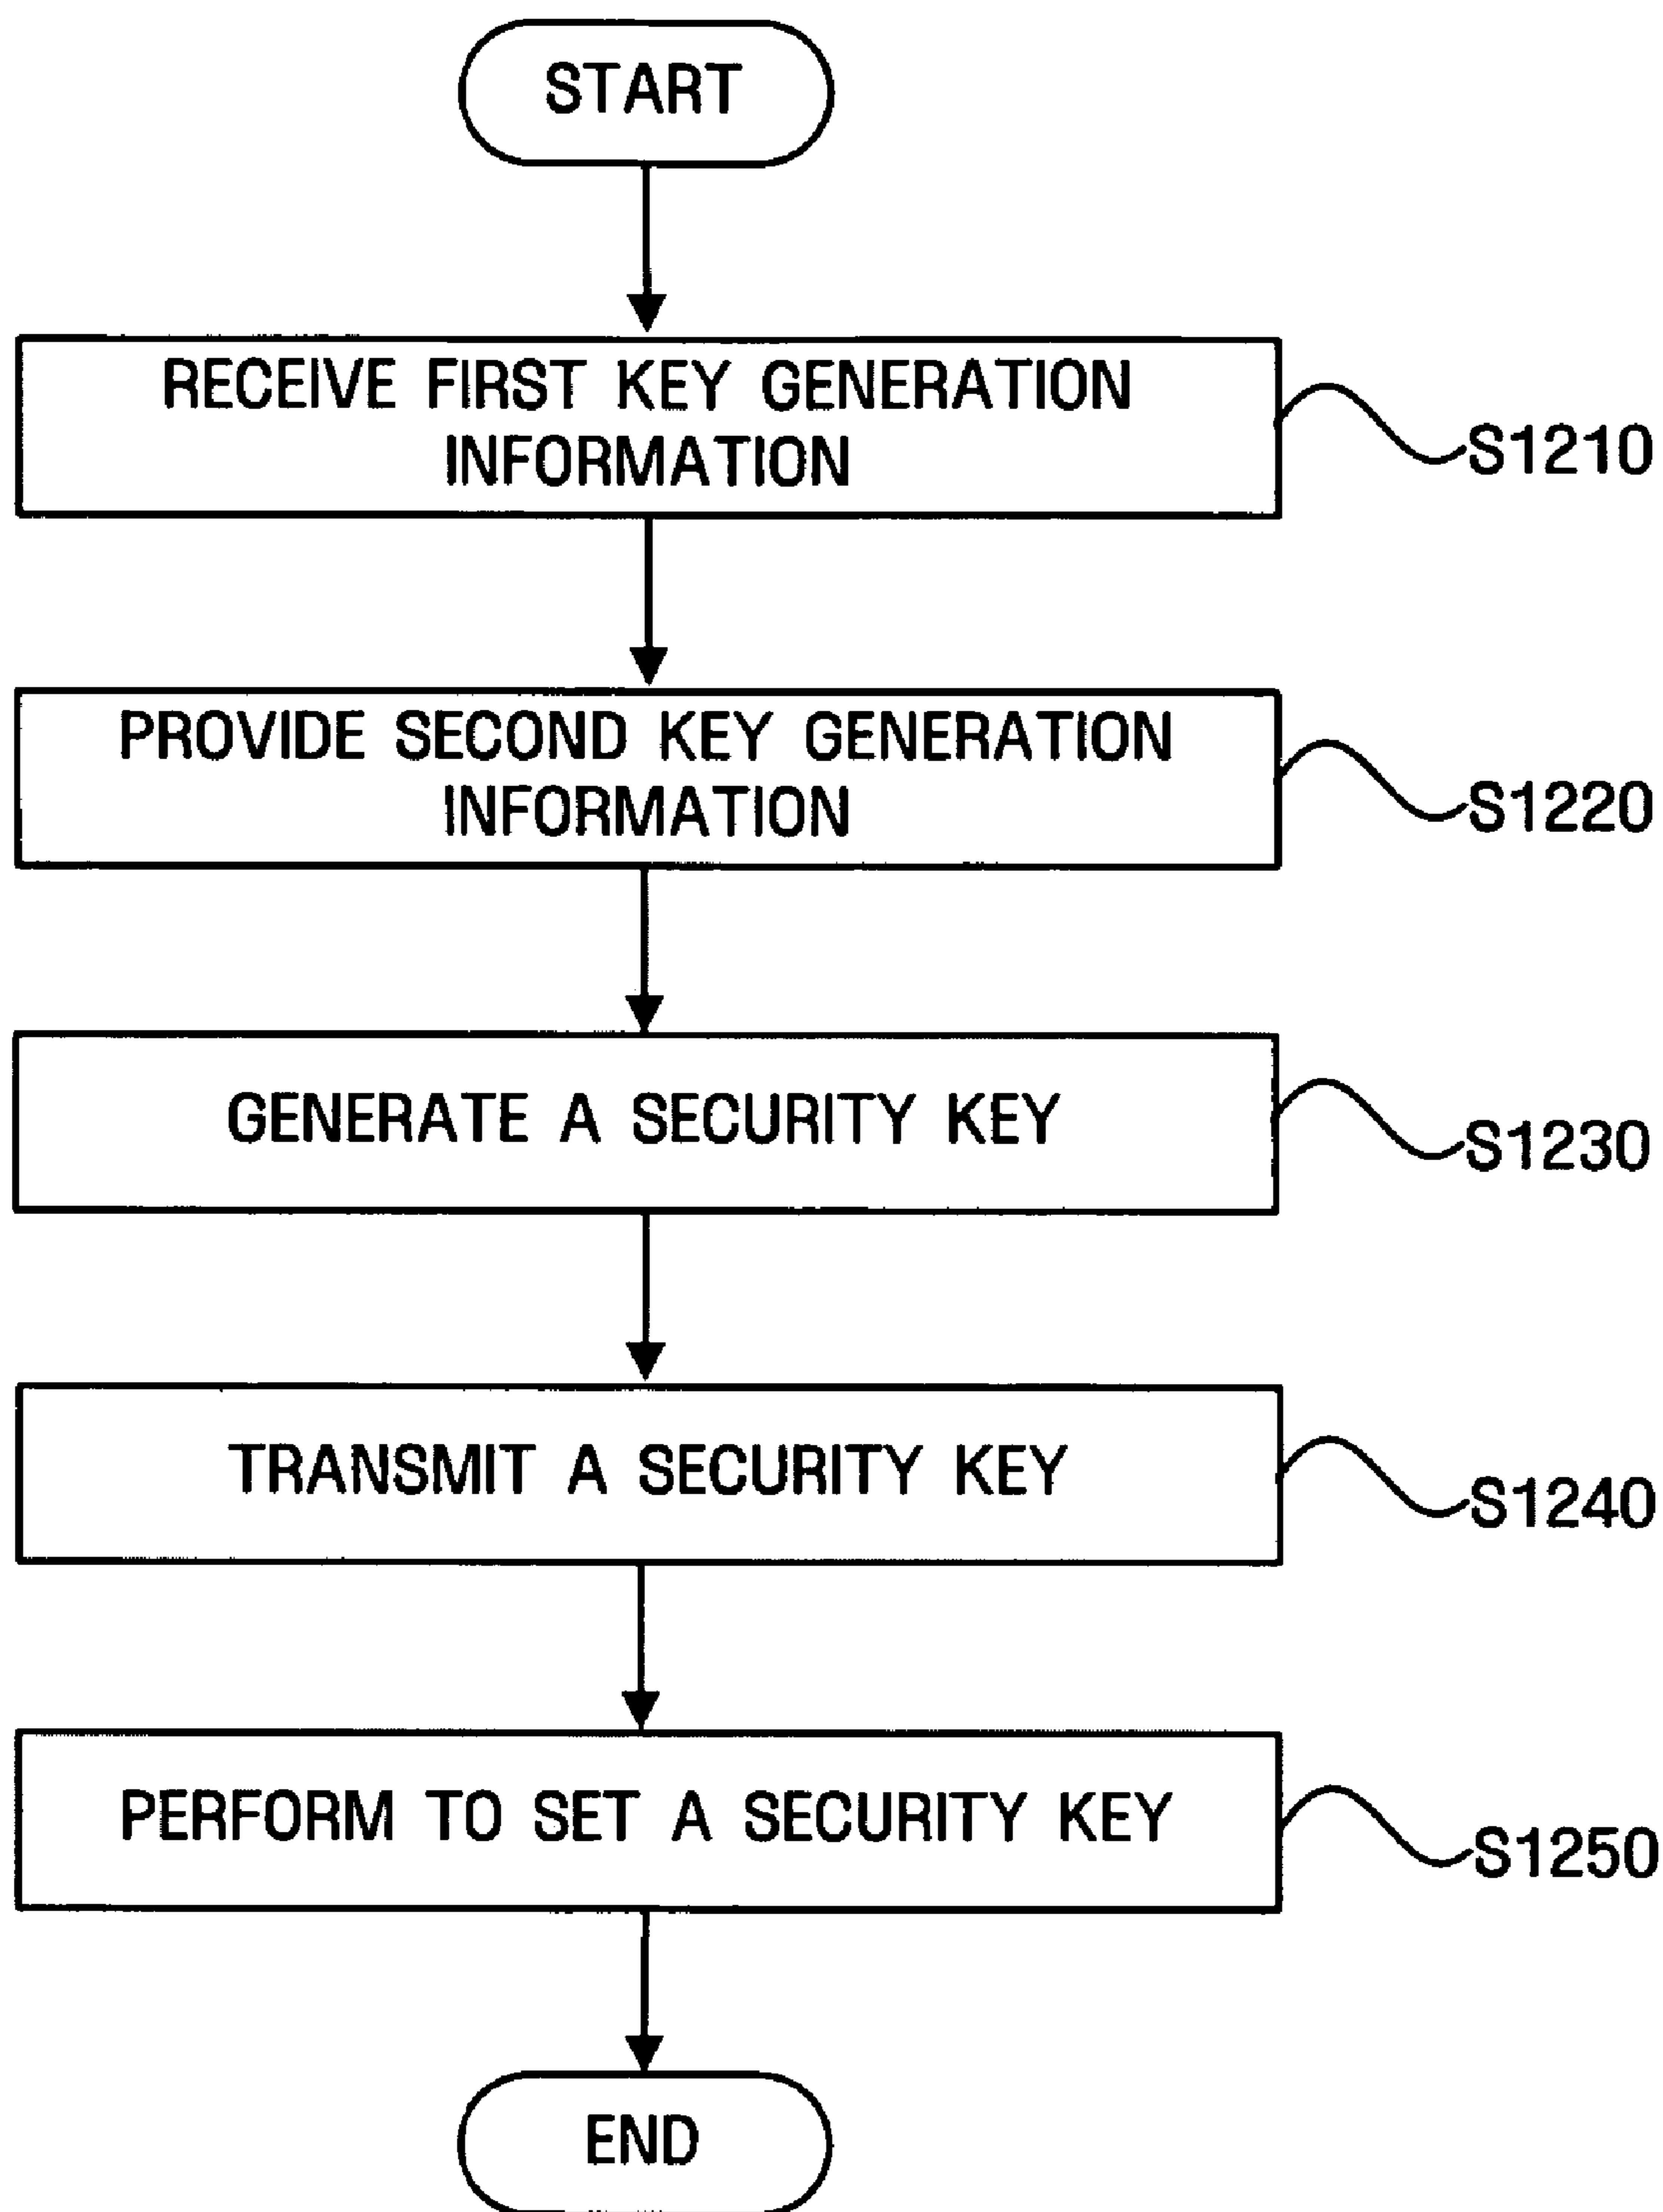 START
RECEIVE FIRST KEY GENERATION
INFORMATION
S1210
PROVIDE SECOND KEY GENERATION
INFORMATION
S1220
GENERATE A SECURITY KEY
S1230
TRANSMIT A SECURITY KEY
S1240
PERFORM TO SET A SECURITY KEY
S1250
END